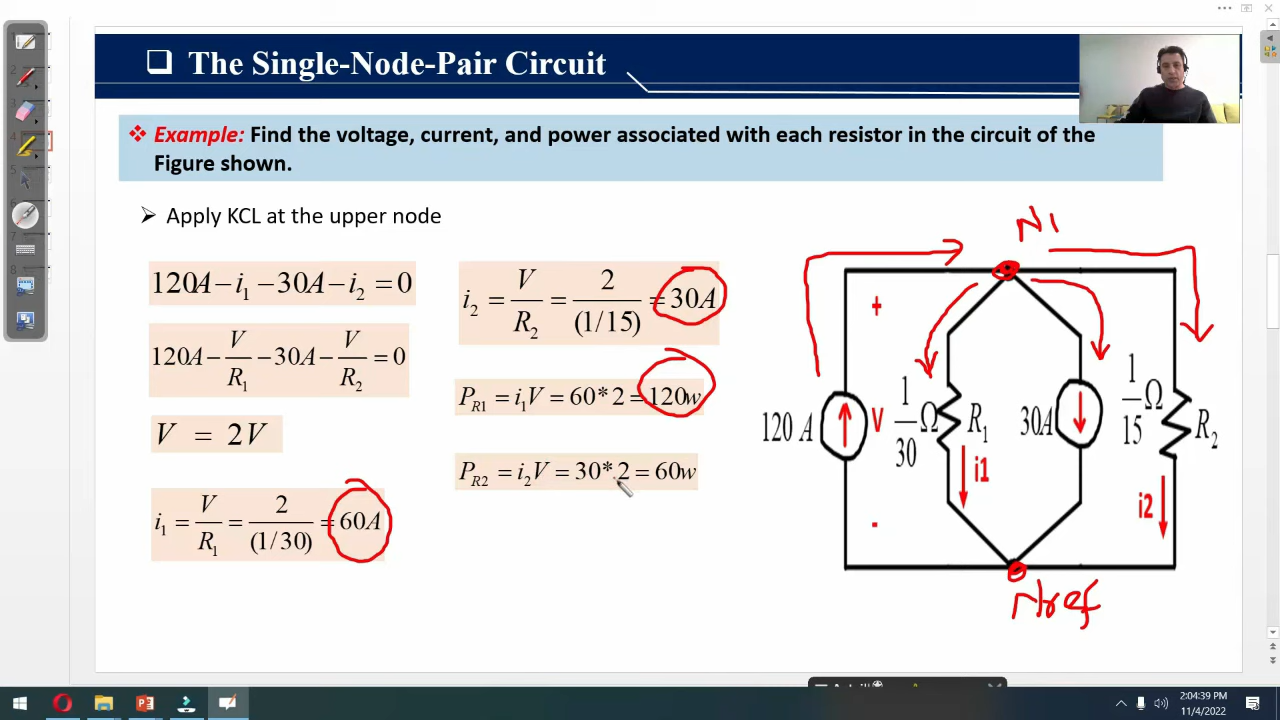 ❑ The Single-Node-Pair Circuit
❖ Example: Find the voltage, current, and power associated with each resistor in the circuit of the
Figure shown.
➢ Apply KCL at the upper node
120A − i₁ − 30A − i₂ = 0
120A − V/R₁ − 30A − V/R₂ = 0
V = 2V
i₁ = V/R₁ = 2/(1/30) = 60A
i₂ = V/R₂ = 2/(1/15) = 30A
P_R1 = i₁V = 60*2 = 120w
P_R2 = i₂V = 30*2 = 60w
N1
+
V
-
120 A
1/30 Ω
R₁
i1
30A
1/15 Ω
R₂
i2
Nref
2:04:39 PM
11/4/2022